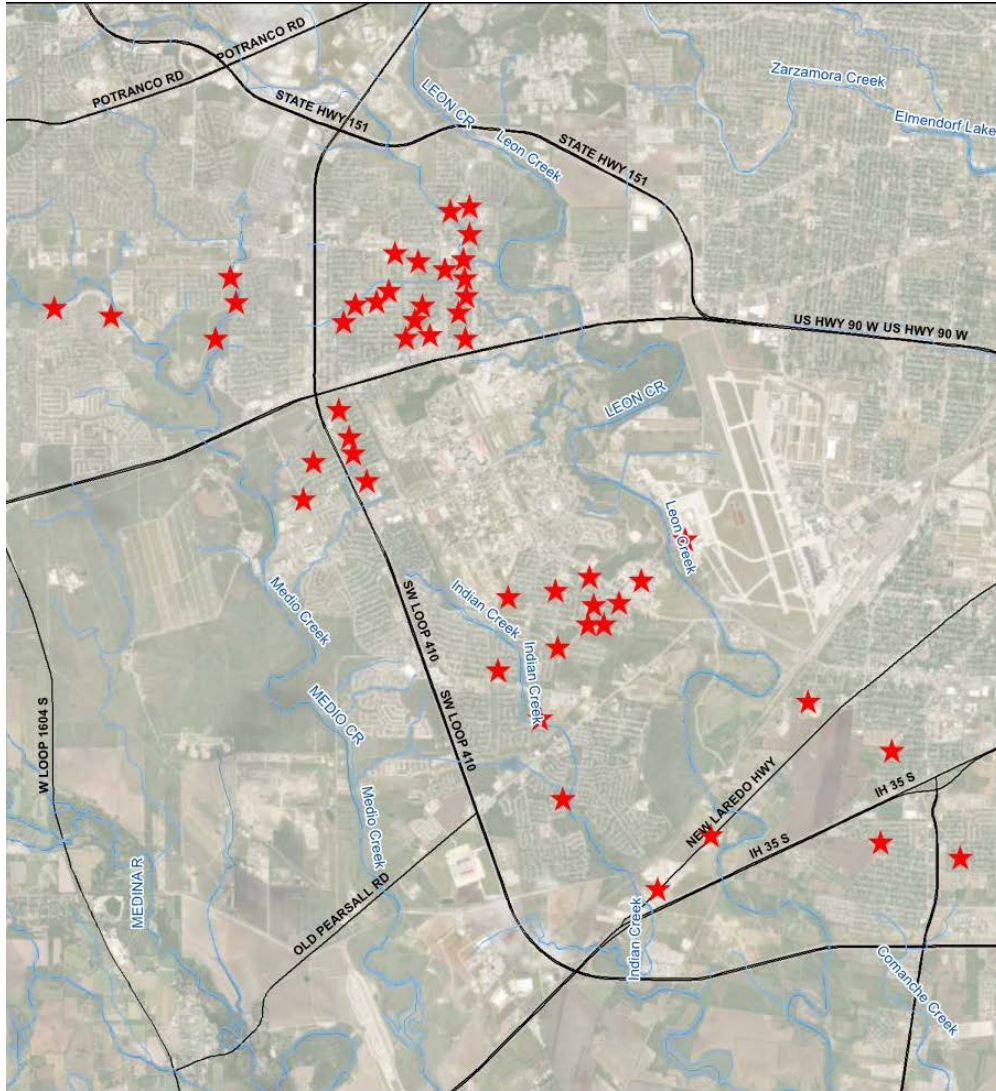 POTRANCO RD
POTRANCO RD
STATE HWY 151
LEON CR
Leon Creek
STATE HWY 151
Zarzamora Creek
Elmendorf Lake
US HWY 90 W US HWY 90 W
LEON CR
Leon Creek
Medio Creek
SW LOOP 410
Indian Creek
Indian Creek
MEDIO CR
SW LOOP 410
W LOOP 1604 S
Medio Creek
NEW LAREDO HWY
IH 35 S
IH 35 S
MEDINA R
OLD PEARSALL RD
Indian Creek
Comanche Creek